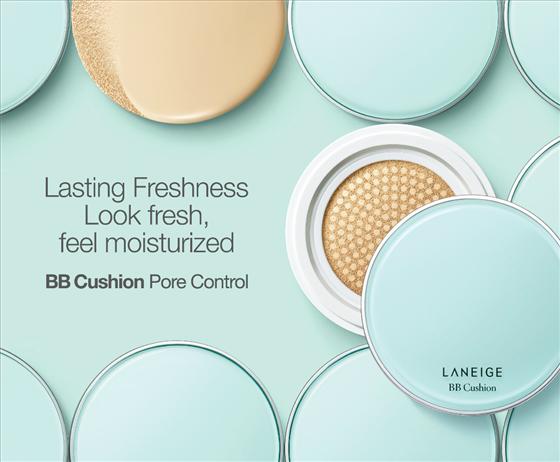 Lasting Freshness
Look fresh,
feel moisturized
BB Cushion Pore Control
LANEIGE
BB Cushion